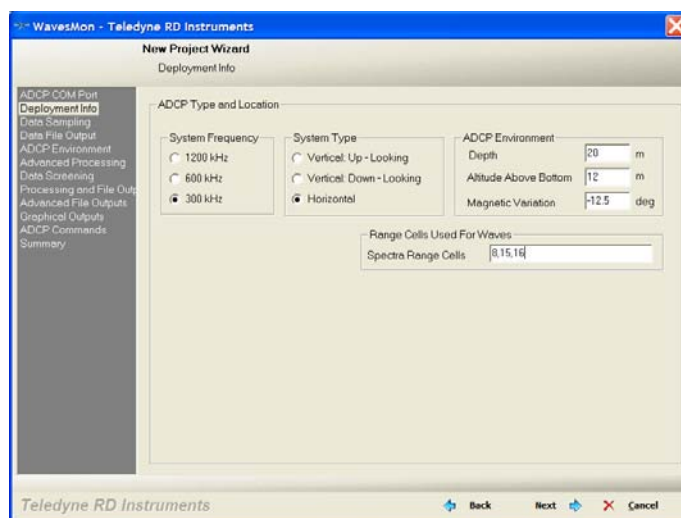 WavesMon - Teledyne RD Instruments
New Project Wizard
Deployment Info
ADCP COM Port
Deployment Info
Data Sampling
Data File Output
ADCP Environment
Advanced Processing
Data Screening
Processing and File Outp
Advanced File Outputs
Graphical Outputs
ADCP Commands
Summary
ADCP Type and Location
System Frequency
1200 kHz
600 kHz
300 kHz
System Type
Vertical: Up - Looking
Vertical: Down - Looking
Horizontal
ADCP Environment
Depth 20 m
Altitude Above Bottom 12 m
Magnetic Variation -12.5 deg
Range Cells Used For Waves
Spectra Range Cells 8,15,16
Teledyne RD Instruments
Back Next Cancel